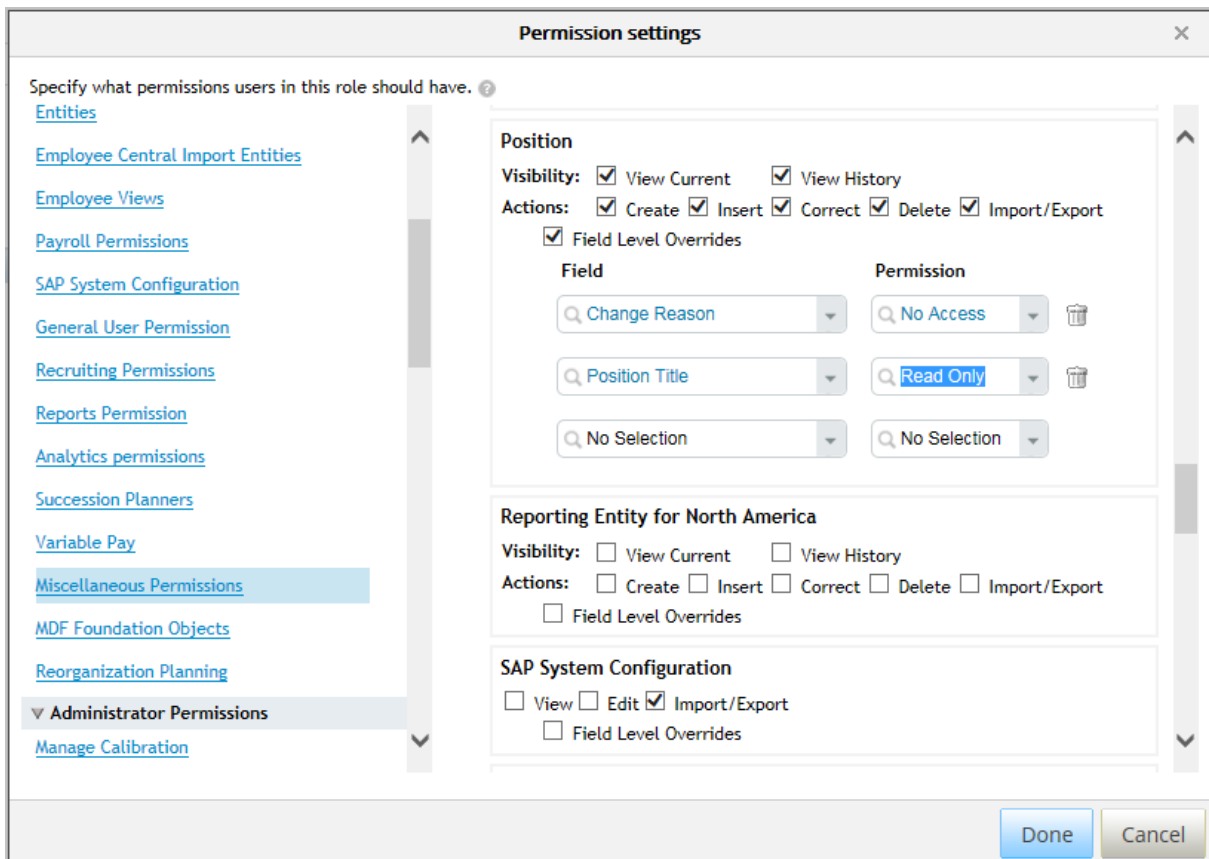 Permission settings
Specify what permissions users in this role should have.
Entities
Employee Central Import Entities
Employee Views
Payroll Permissions
SAP System Configuration
General User Permission
Recruiting Permissions
Reports Permission
Analytics permissions
Succession Planners
Variable Pay
Miscellaneous Permissions
MDF Foundation Objects
Reorganization Planning
Administrator Permissions
Manage Calibration
Position
Visibility: View Current View History
Actions: Create Insert Correct Delete Import/Export
Field Level Overrides
Field Permission
Change Reason No Access
Position Title Read Only
No Selection No Selection
Reporting Entity for North America
Visibility: View Current View History
Actions: Create Insert Correct Delete Import/Export
Field Level Overrides
SAP System Configuration
View Edit Import/Export
Field Level Overrides
Done Cancel